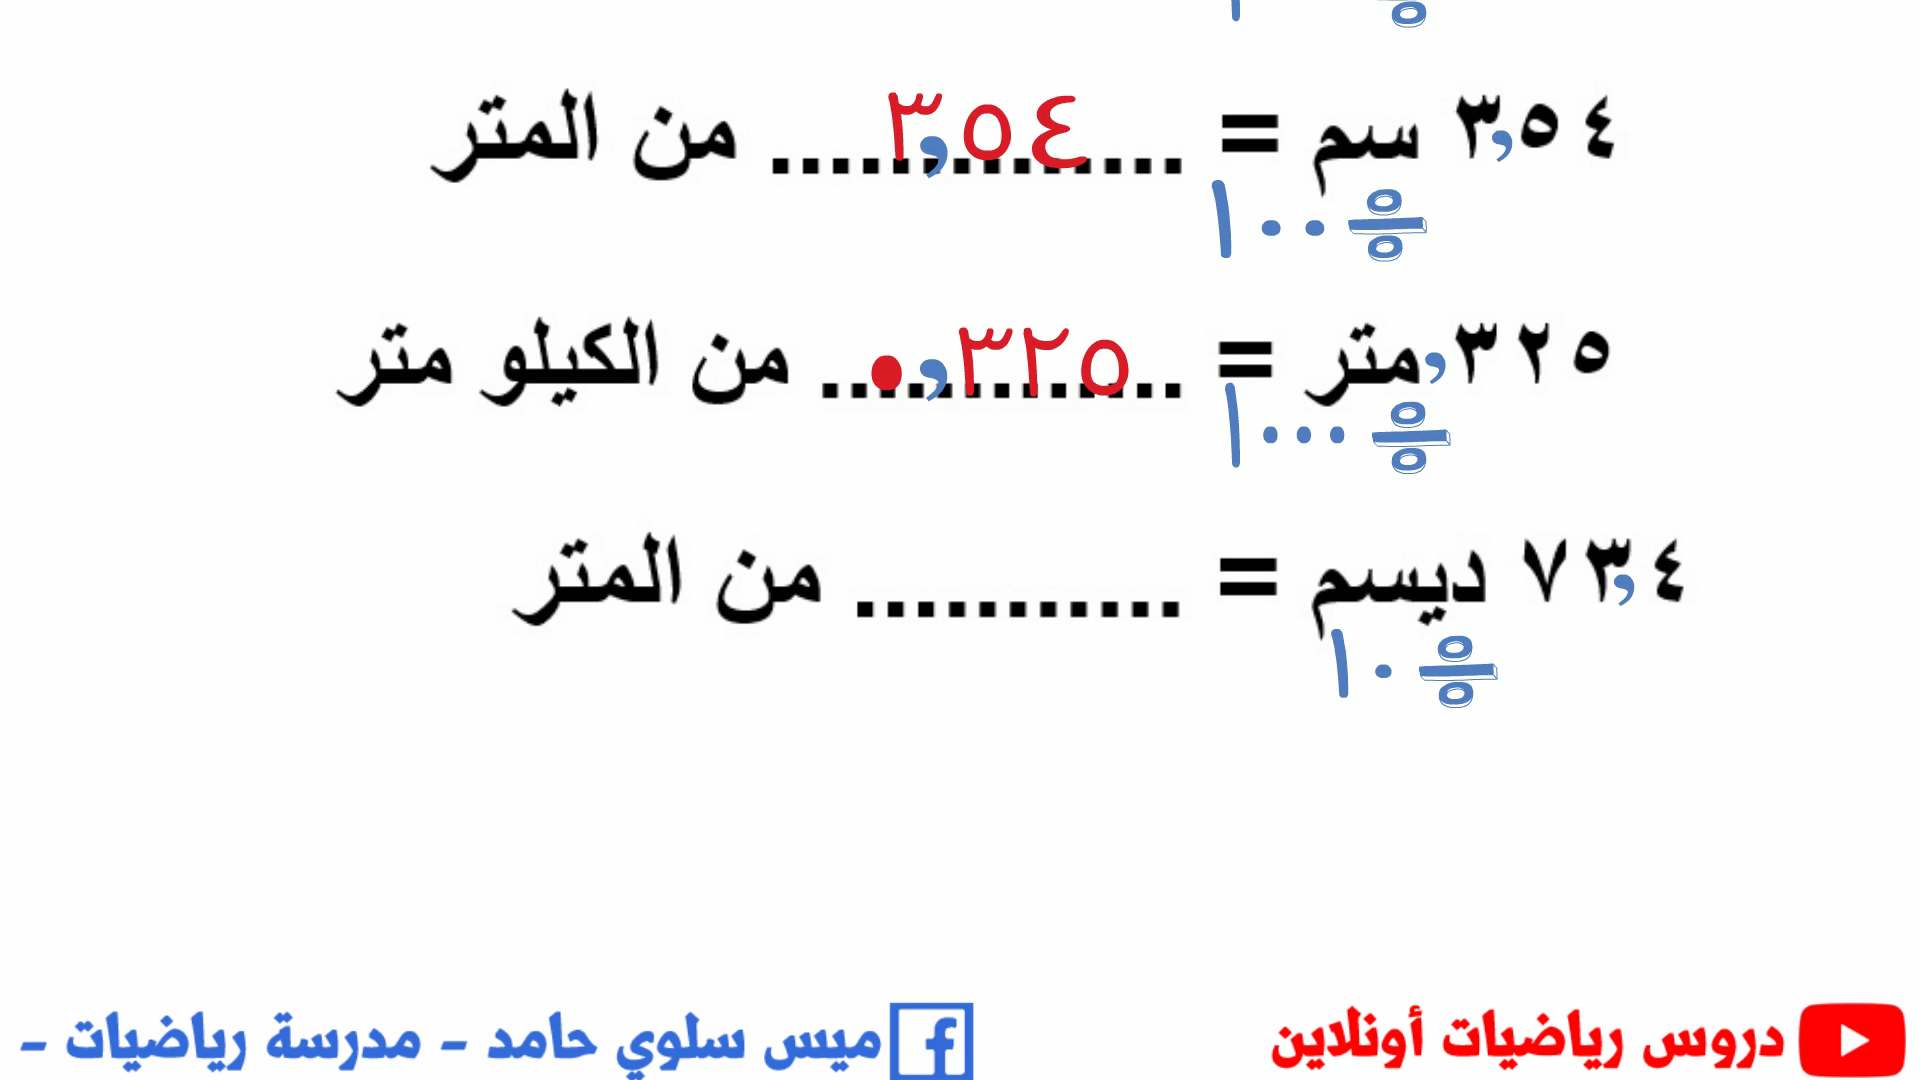 ٣,٥٤ سم = ٣,٥٤ من المتر
÷ ١٠٠
٣٢٥, متر = ٠,٣٢٥ من الكيلو متر
÷ ١٠٠٠
٧٣,٤ ديسم = ........... من المتر
÷ ١٠
دروس رياضيات أونلاين
ميس سلوي حامد - مدرسة رياضيات -